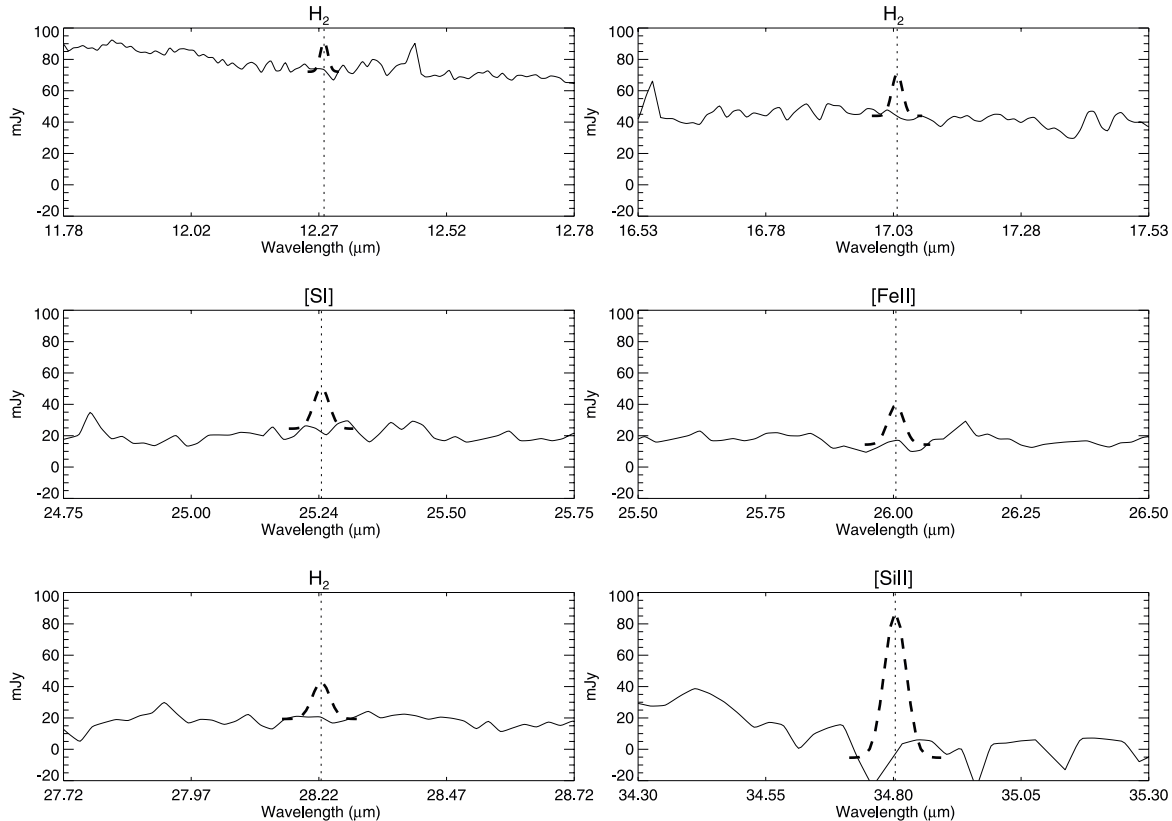 H₂
mJy
100
80
60
40
20
0
-20
11.78 12.02 12.27 12.52 12.78
Wavelength (μm)
H₂
mJy
100
80
60
40
20
0
-20
16.53 16.78 17.03 17.28 17.53
Wavelength (μm)
[SI]
mJy
100
80
60
40
20
0
-20
24.75 25.00 25.24 25.50 25.75
Wavelength (μm)
[FeII]
mJy
100
80
60
40
20
0
-20
25.50 25.75 26.00 26.25 26.50
Wavelength (μm)
H₂
mJy
100
80
60
40
20
0
-20
27.72 27.97 28.22 28.47 28.72
Wavelength (μm)
[SiII]
mJy
100
80
60
40
20
0
-20
34.30 34.55 34.80 35.05 35.30
Wavelength (μm)